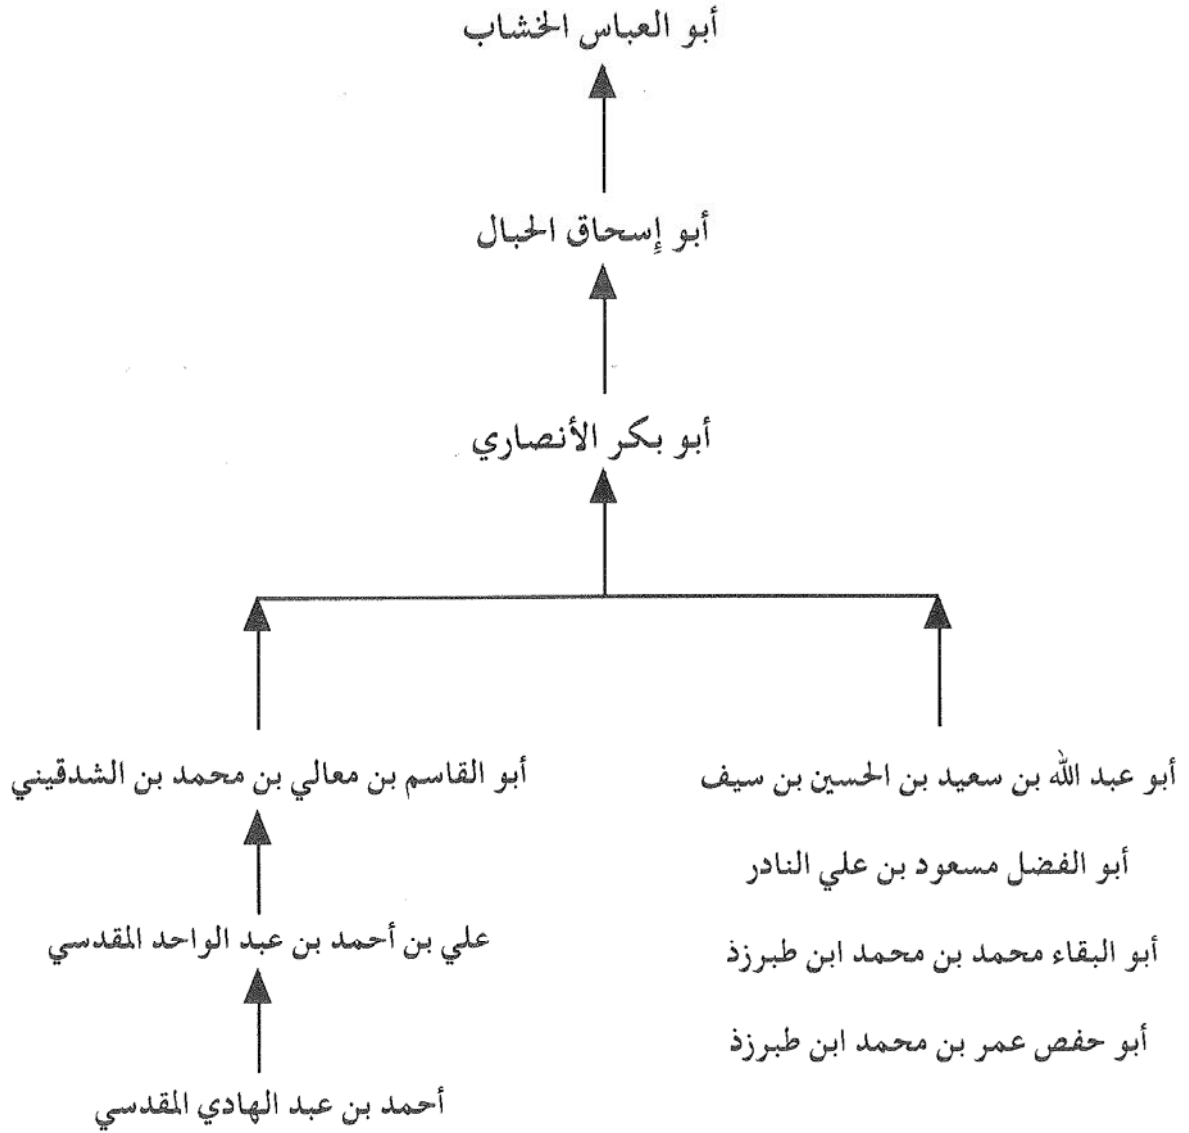 أبو العباس الخشاب
أبو إسحاق الحبال
أبو بكر الأنصاري
أبو عبد الله بن سعيد بن الحسين بن سيف
أبو الفضل مسعود بن علي النادر
أبو البقاء محمد بن محمد ابن طبرزذ
أبو حفص عمر بن محمد ابن طبرزذ
أبو القاسم بن معالي بن محمد بن الشدقيني
علي بن أحمد بن عبد الواحد المقدسي
أحمد بن عبد الهادي المقدسي